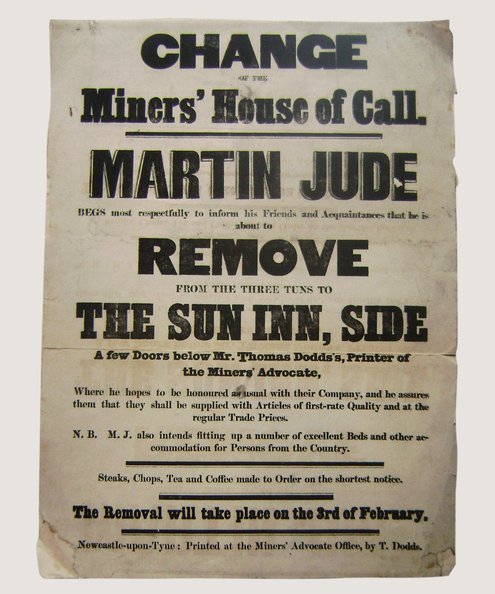 CHANGE
OF THE
Miners' House of Call.
MARTIN JUDE
BEGS most respectfully to inform his Friends and Acquaintances that he is
about to
REMOVE
FROM THE THREE TUNS TO
THE SUN INN, SIDE
A few Doors below Mr. Thomas Dodds's, Printer of
the Miners' Advocate,
Where he hopes to be honoured as usual with their Company, and he assures
them that they shall be supplied with Articles of first-rate Quality and at the
regular Trade Prices.
N. B. M. J. also intends fitting up a number of excellent Beds and other ac-
commodation for Persons from the Country.
Steaks, Chops, Tea and Coffee made to Order on the shortest notice.
The Removal will take place on the 3rd of February.
Newcastle-upon-Tyne: Printed at the Miners' Advocate Office, by T. Dodds.